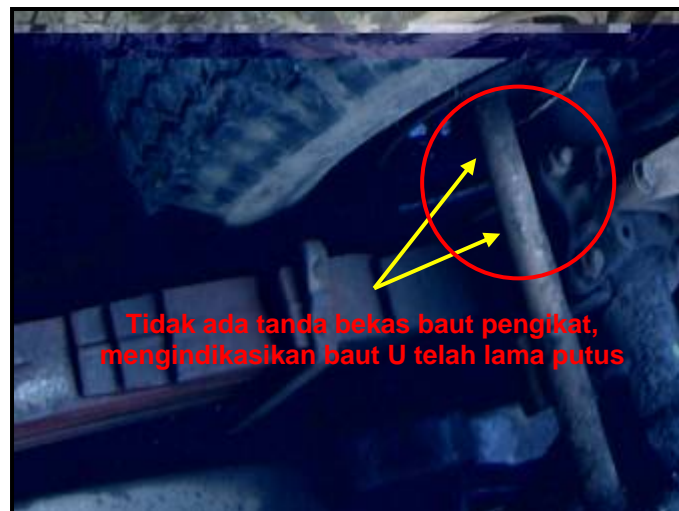 Tidak ada tanda bekas baut pengikat,
mengindikasikan baut U telah lama putus